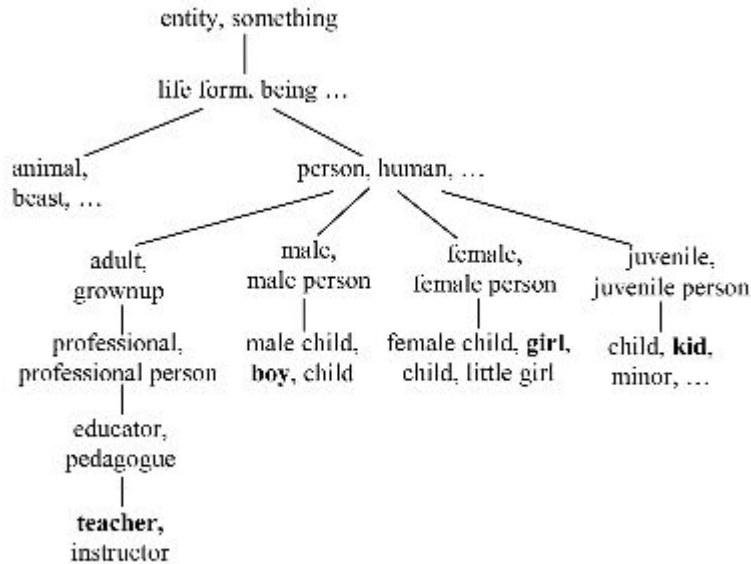 entity, something
life form, being …
animal,
beast, …
person, human, …
adult,
grownup
male,
male person
female,
female person
juvenile,
juvenile person
professional,
professional person
male child,
boy, child
female child, girl,
child, little girl
child, kid,
minor, …
educator,
pedagogue
teacher,
instructor